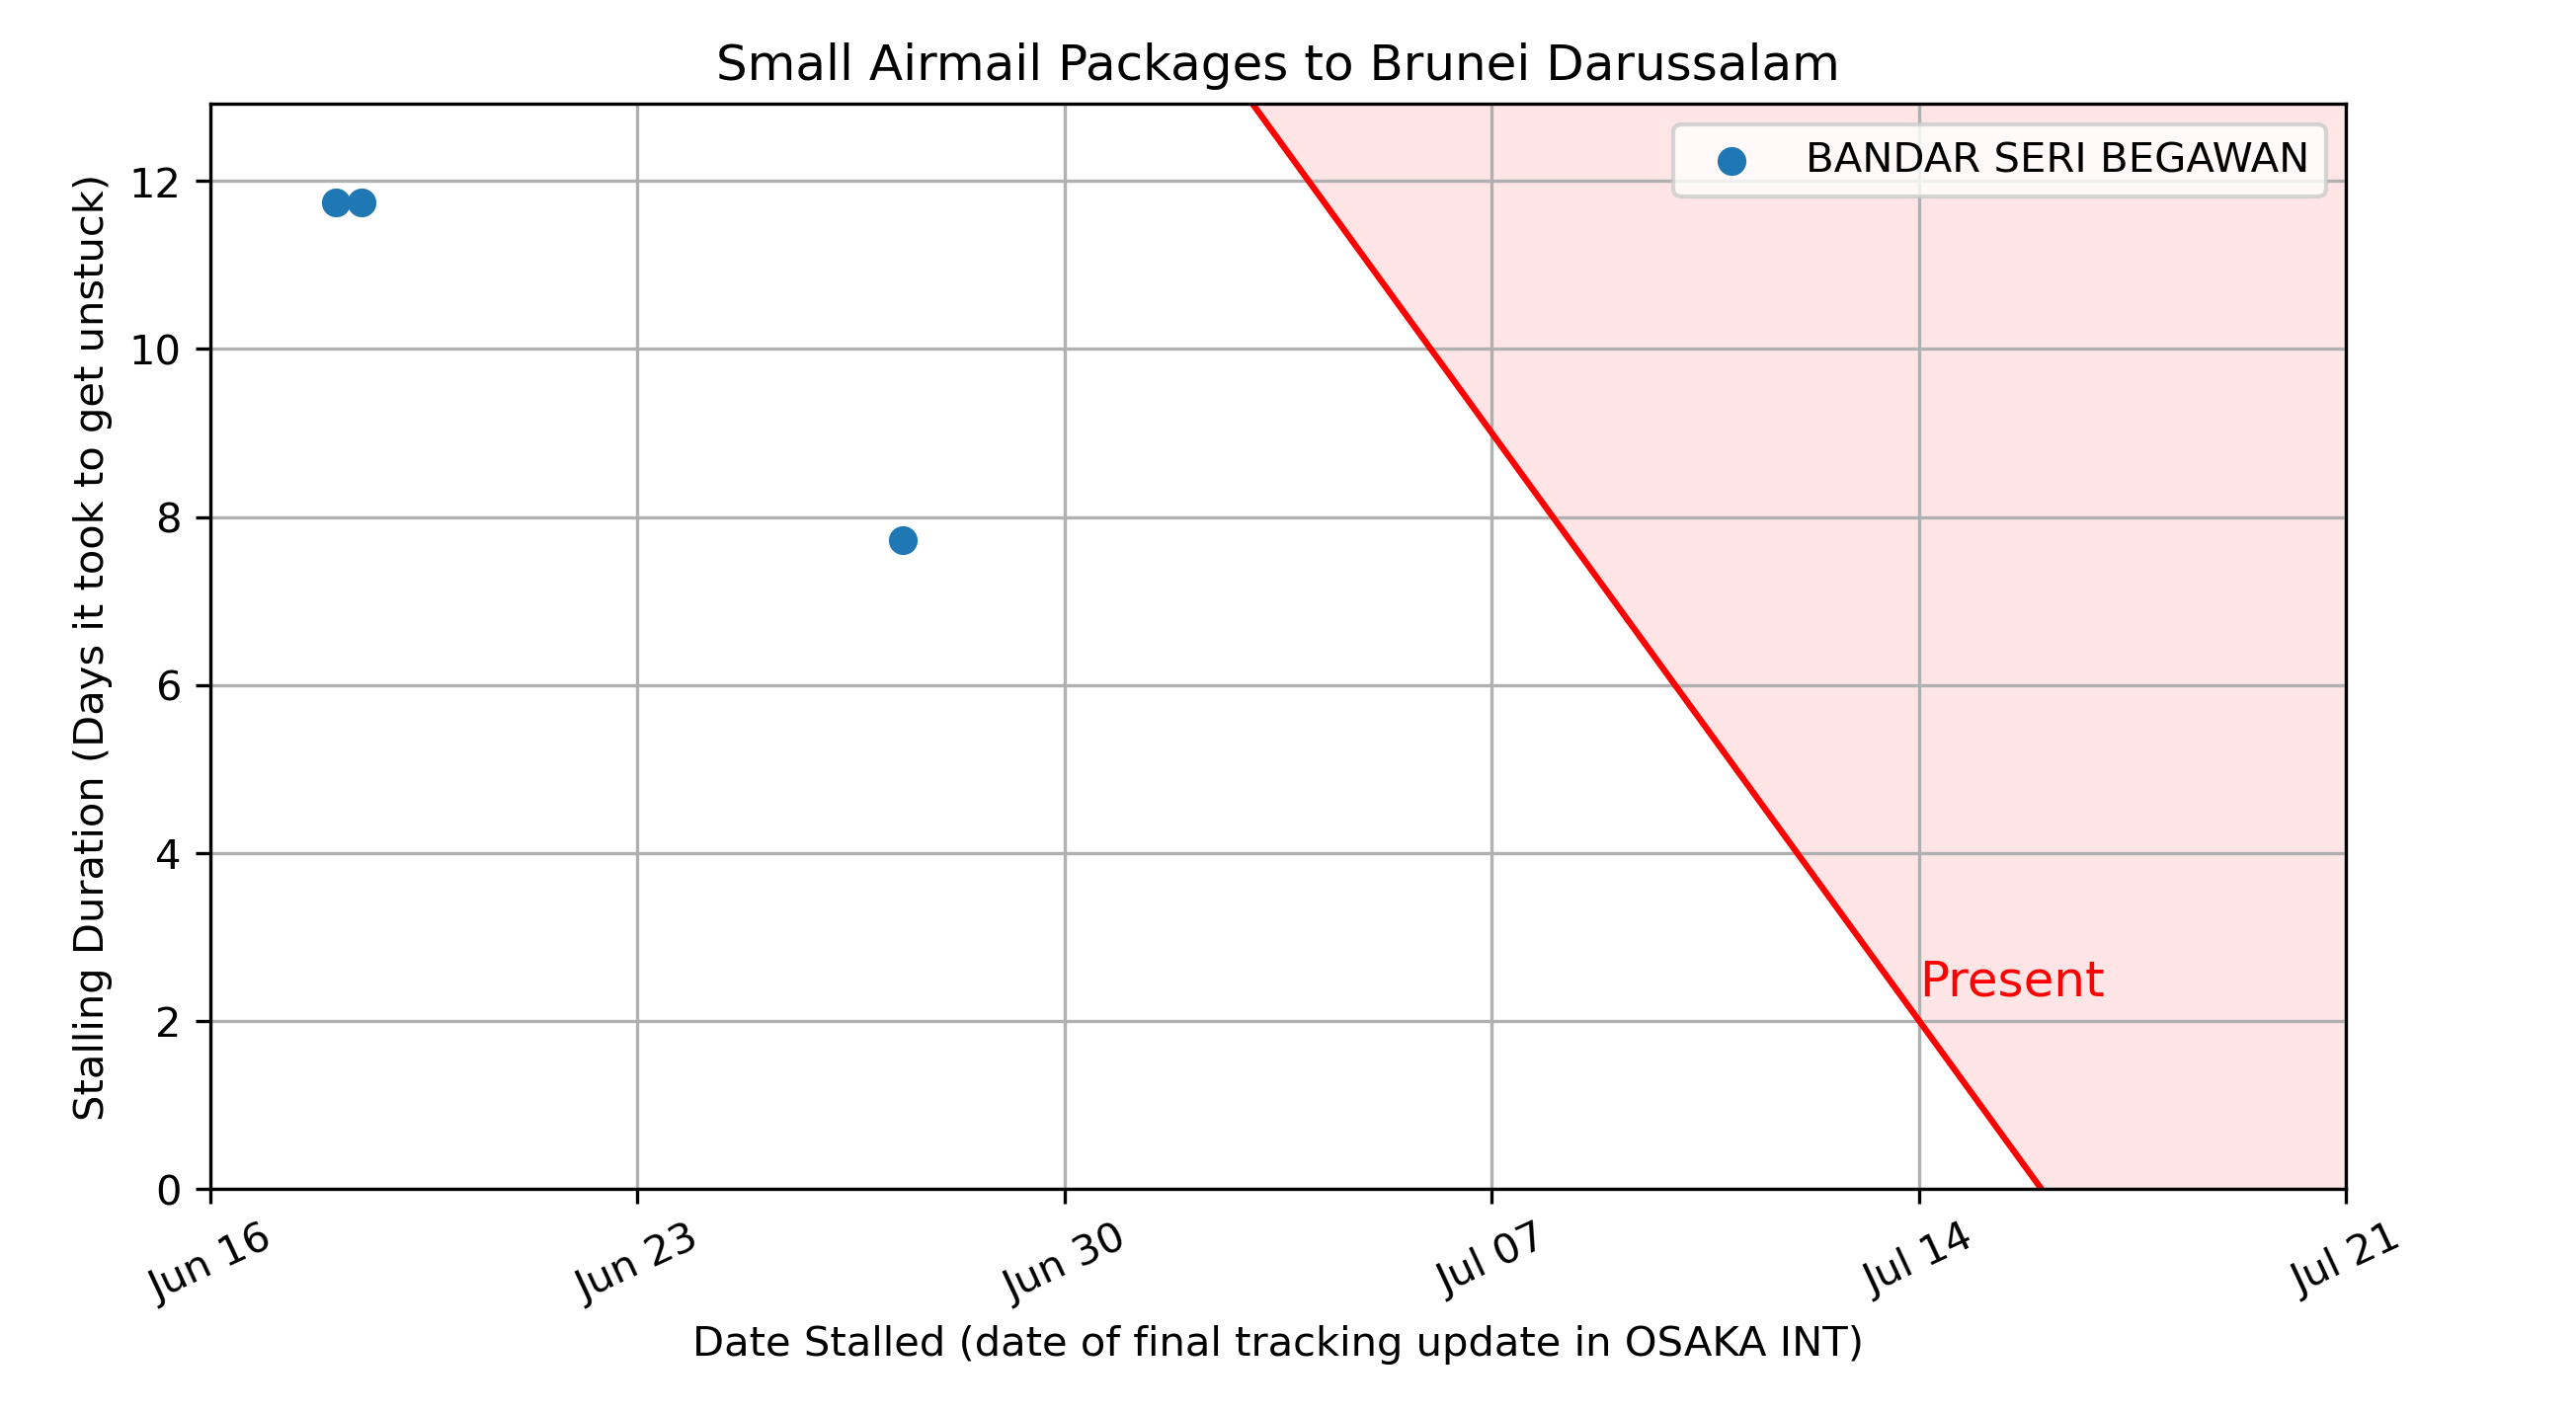 Small Airmail Packages to Brunei Darussalam
BANDAR SERI BEGAWAN
Stalling Duration (Days it took to get unstuck)
12
10
8
6
4
2
0
Present
Jun 16
Jun 23
Jun 30
Jul 07
Jul 14
Jul 21
Date Stalled (date of final tracking update in OSAKA INT)